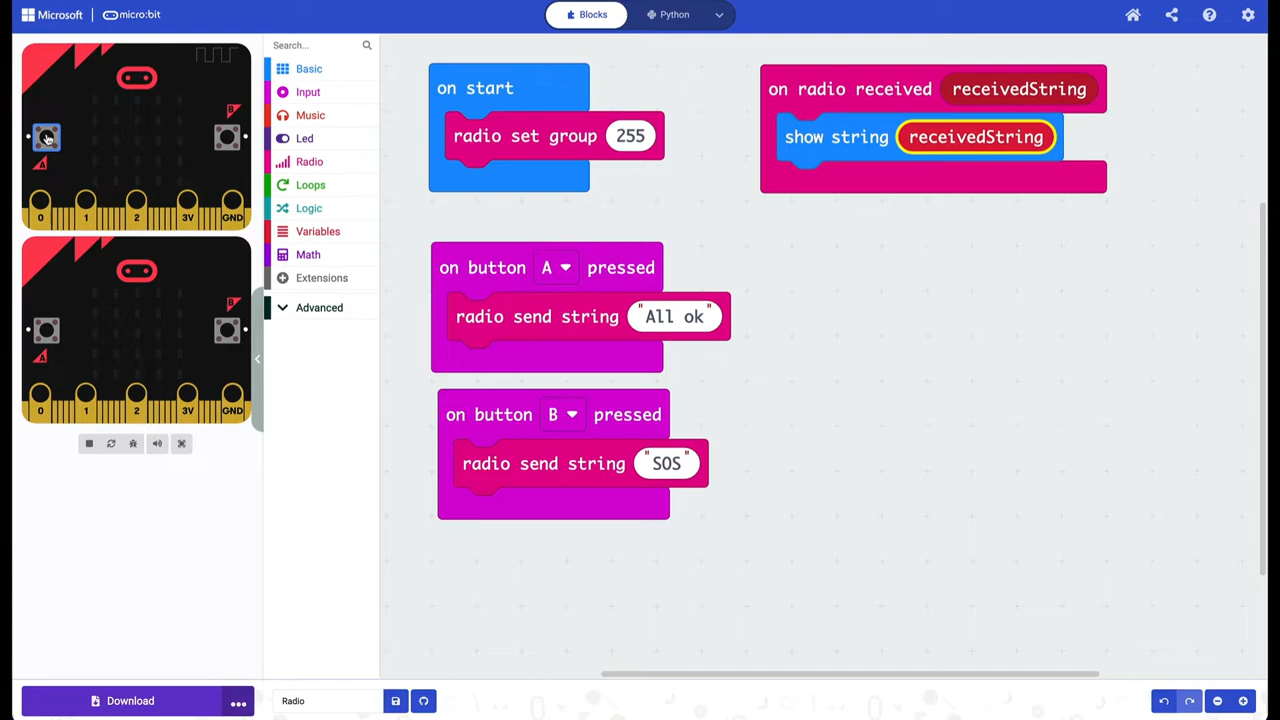 Microsoft
micro:bit
Blocks
Python
A
B
0
1
2
3V
GND
A
B
0
1
2
3V
GND
Search...
Basic
Input
Music
Led
Radio
Loops
Logic
Variables
Math
Extensions
Advanced
on start
radio set group 255
on radio received receivedString
show string receivedString
on button A pressed
radio send string "All ok"
on button B pressed
radio send string "SOS"
Download
...
Radio